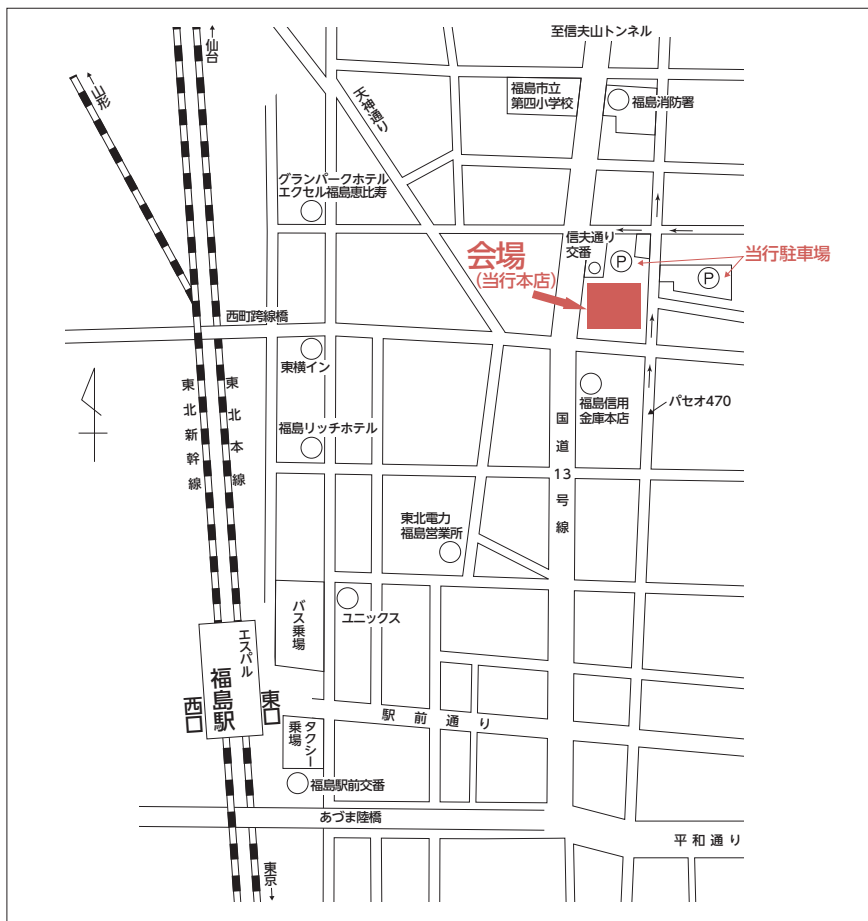 至信夫山トンネル
←仙台
←山形
福島市立
第四小学校
福島消防署
天神通り
グランパークホテル
エクセル福島恵比寿
信夫通り
交番
P
会場
(当行本店)
当行駐車場
P
西町跨線橋
東横イン
東北新幹線
東北本線
福島信用
金庫本店
パセオ470
福島リッチホテル
国道13号線
東北電力
福島営業所
バス乗場
ユニックス
エスパル
福島駅
西口
東口
駅前通り
タクシー
乗場
福島駅前交番
あづま陸橋
平和通り
東京→